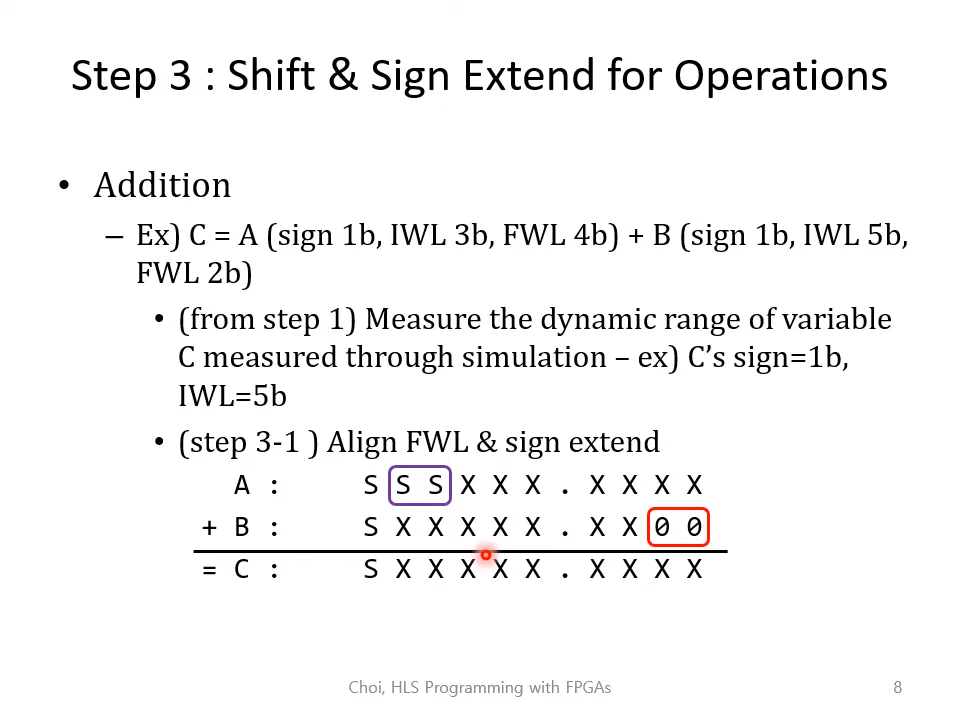 Step 3 : Shift & Sign Extend for Operations
• Addition
– Ex) C = A (sign 1b, IWL 3b, FWL 4b) + B (sign 1b, IWL 5b,
FWL 2b)
• (from step 1) Measure the dynamic range of variable
C measured through simulation – ex) C’s sign=1b,
IWL=5b
• (step 3-1 ) Align FWL & sign extend
A : S S S X X X . X X X X
+ B : S X X X X X . X X 0 0
= C : S X X X X X . X X X X
Choi, HLS Programming with FPGAs
8